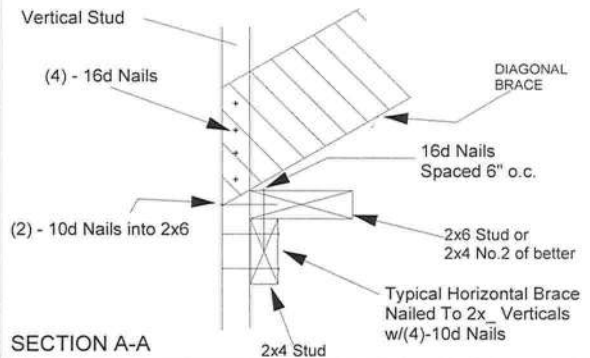 Vertical Stud
(4) - 16d Nails
DIAGONAL
BRACE
16d Nails
Spaced 6" o.c.
(2) - 10d Nails into 2x6
2x6 Stud or
2x4 No.2 of better
Typical Horizontal Brace
Nailed To 2x_ Verticals
w/(4)-10d Nails
SECTION A-A
2x4 Stud